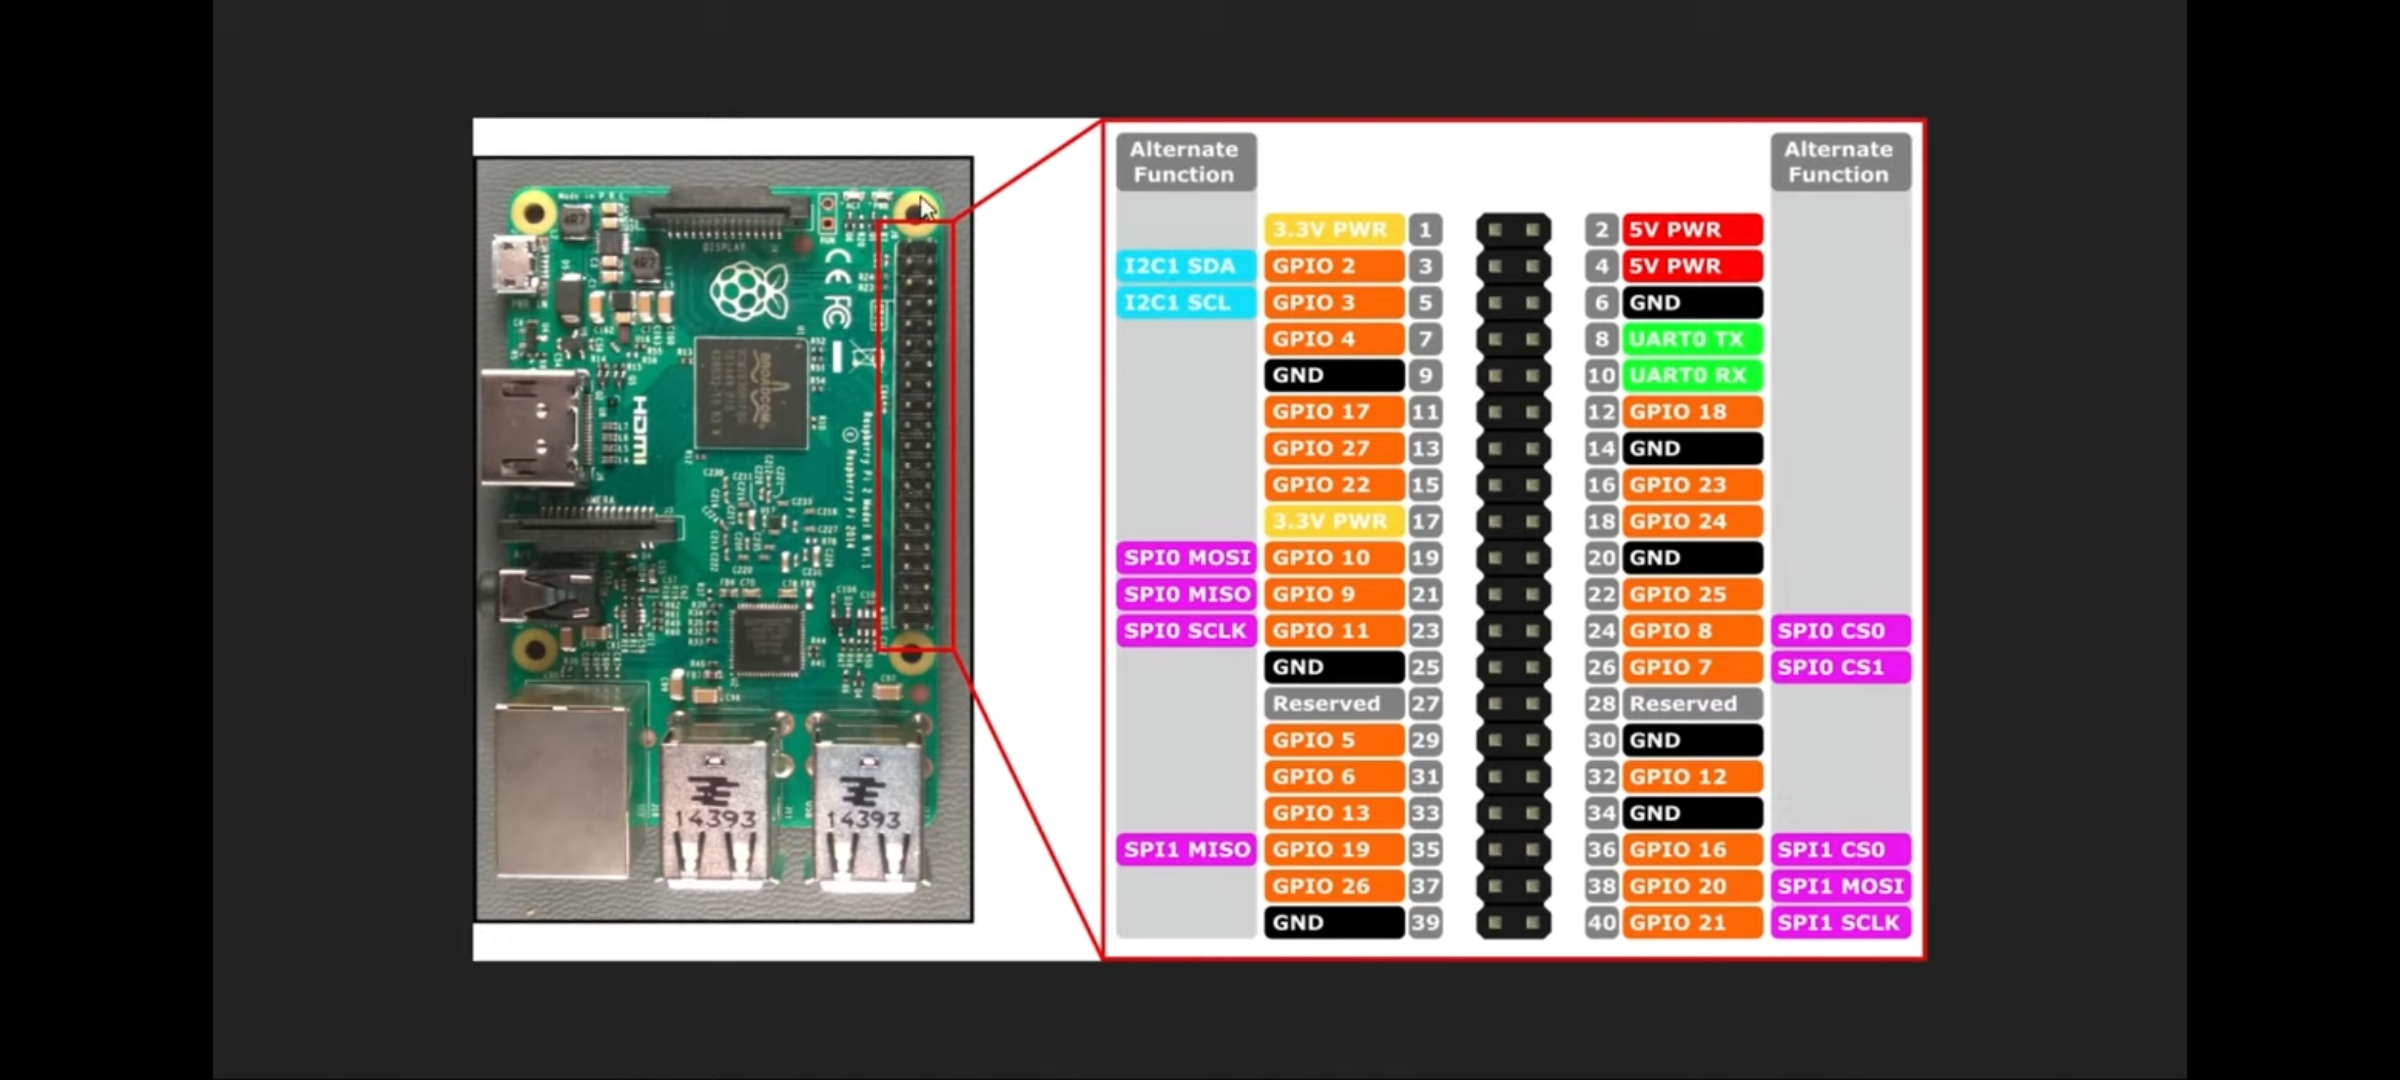 Made in P.R.C.
4R7
4R7
DISPLAY
RUN
ACT
PWR
HDMI
BROADCOM
CAMERA
Raspberry Pi 2 Model B V1.1
© Raspberry Pi 2014
14393
14393
Alternate
Function
Alternate
Function
3.3V PWR 1 2 5V PWR
I2C1 SDA GPIO 2 3 4 5V PWR
I2C1 SCL GPIO 3 5 6 GND
GPIO 4 7 8 UART0 TX
GND 9 10 UART0 RX
GPIO 17 11 12 GPIO 18
GPIO 27 13 14 GND
GPIO 22 15 16 GPIO 23
3.3V PWR 17 18 GPIO 24
SPI0 MOSI GPIO 10 19 20 GND
SPI0 MISO GPIO 9 21 22 GPIO 25
SPI0 SCLK GPIO 11 23 24 GPIO 8 SPI0 CS0
GND 25 26 GPIO 7 SPI0 CS1
Reserved 27 28 Reserved
GPIO 5 29 30 GND
GPIO 6 31 32 GPIO 12
GPIO 13 33 34 GND
SPI1 MISO GPIO 19 35 36 GPIO 16 SPI1 CS0
GPIO 26 37 38 GPIO 20 SPI1 MOSI
GND 39 40 GPIO 21 SPI1 SCLK